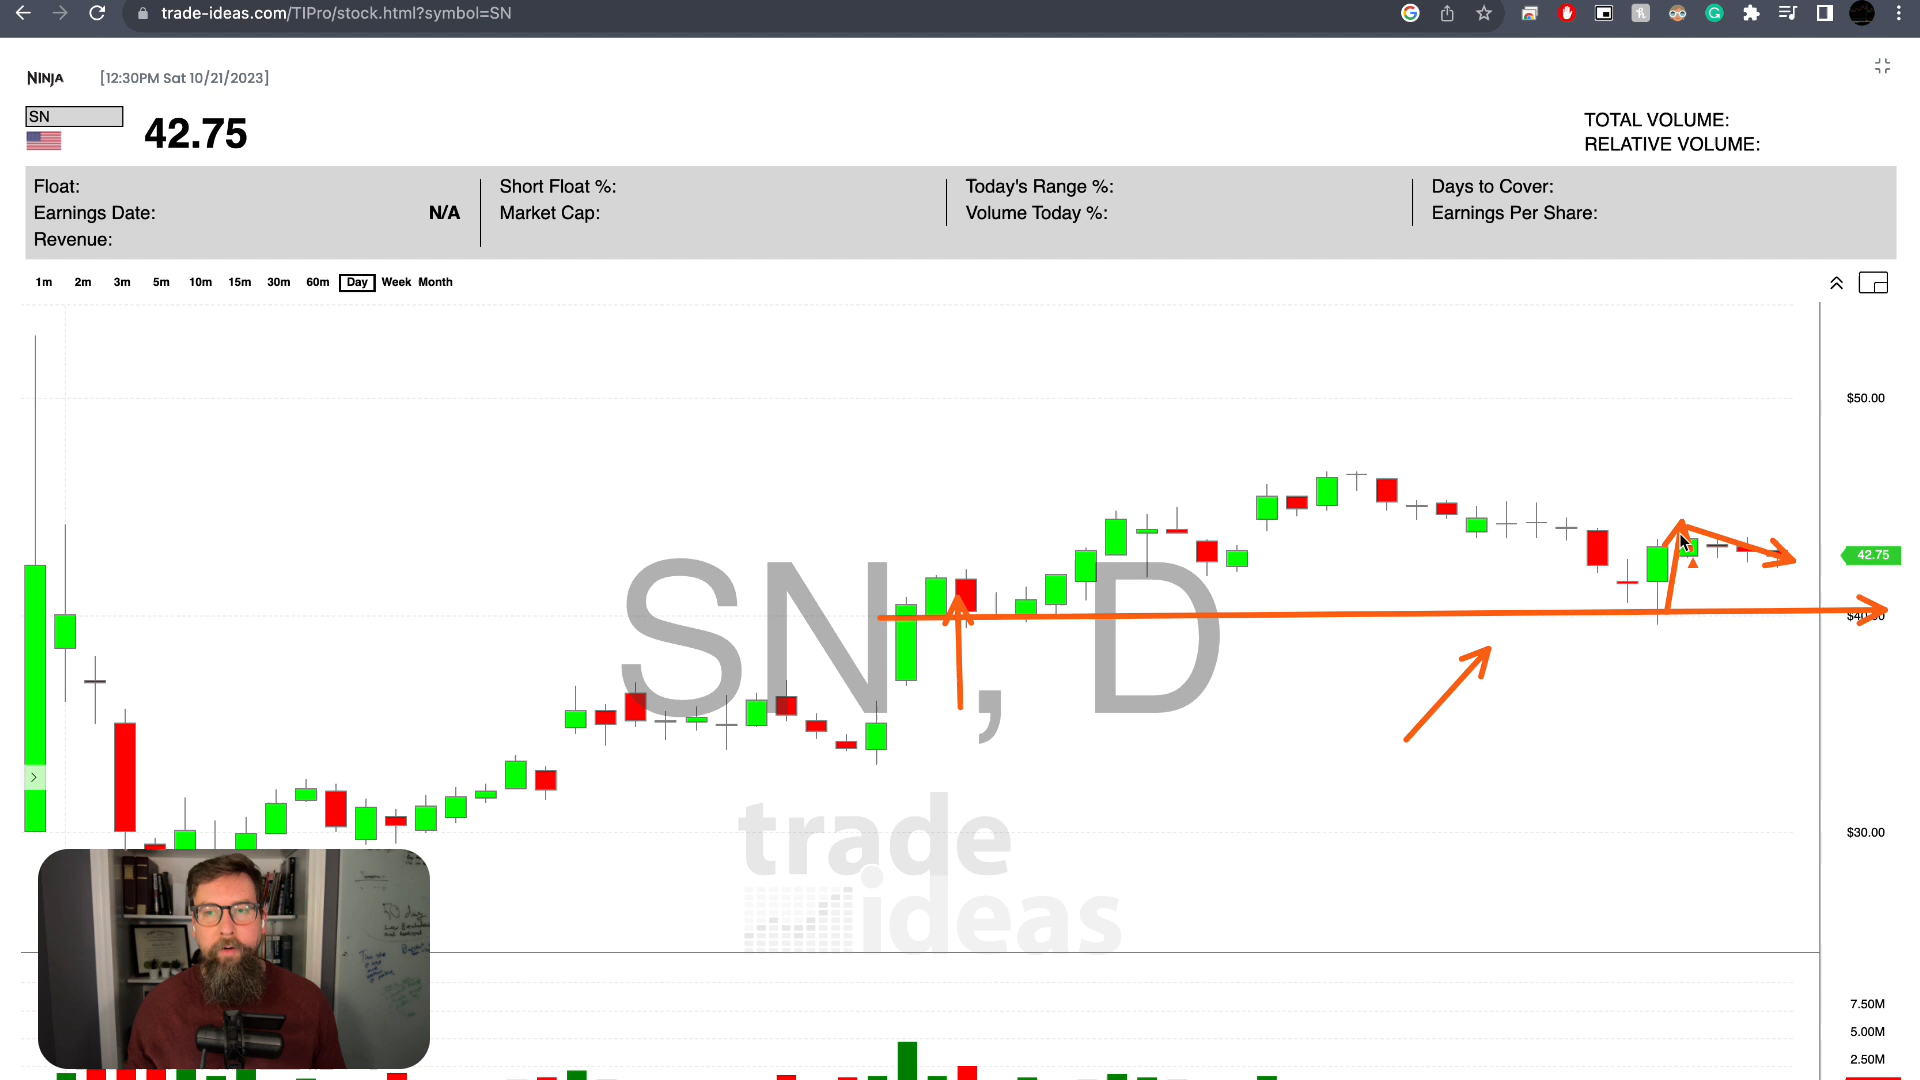 trade-ideas.com/TIPro/stock.html?symbol=SN
NINJA [12:30PM Sat 10/21/2023]
SN
42.75
TOTAL VOLUME:
RELATIVE VOLUME:
Float:
Earnings Date: N/A
Revenue:
Short Float %:
Market Cap:
Today's Range %:
Volume Today %:
Days to Cover:
Earnings Per Share:
1m 2m 3m 5m 10m 15m 30m 60m Day Week Month
$50.00
42.75
$40.00
$30.00
SN, D
trade
ideas
7.50M
5.00M
2.50M